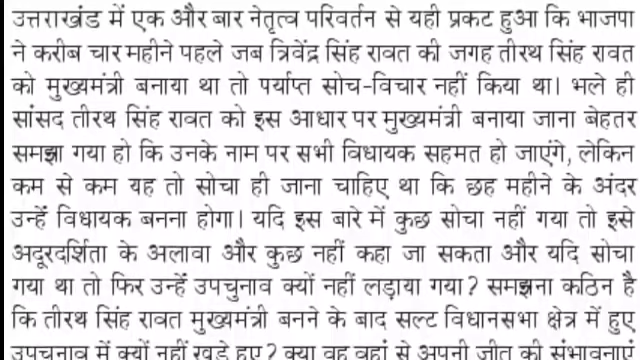 उत्तराखंड में एक और बार नेतृत्व परिवर्तन से यही प्रकट हुआ कि भाजपा
ने करीब चार महीने पहले जब त्रिवेंद्र सिंह रावत की जगह तीरथ सिंह रावत
को मुख्यमंत्री बनाया था तो पर्याप्त सोच-विचार नहीं किया था। भले ही
सांसद तीरथ सिंह रावत को इस आधार पर मुख्यमंत्री बनाया जाना बेहतर
समझा गया हो कि उनके नाम पर सभी विधायक सहमत हो जाएंगे, लेकिन
कम से कम यह तो सोचा ही जाना चाहिए था कि छह महीने के अंदर
उन्हें विधायक बनना होगा। यदि इस बारे में कुछ सोचा नहीं गया तो इसे
अदूरदर्शिता के अलावा और कुछ नहीं कहा जा सकता और यदि सोचा
गया था तो फिर उन्हें उपचुनाव क्यों नहीं लड़ाया गया? समझना कठिन है
कि तीरथ सिंह रावत मुख्यमंत्री बनने के बाद सल्ट विधानसभा क्षेत्र में हुए
उपचुनाव में क्यों नहीं खड़े हुए? क्या वह वहां से अपनी जीत की संभावनाएं